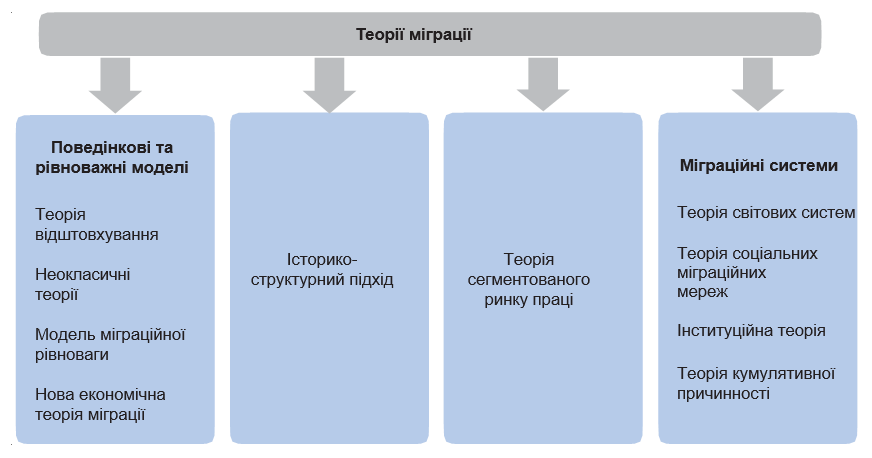 Теорії міграції
Поведінкові та
рівноважні моделі
Теорія
відштовхування
Неокласичні
теорії
Модель міграційної
рівноваги
Нова економічна
теорія міграції
Історико-
структурний підхід
Теорія
сегментованого
ринку праці
Міграційні системи
Теорія світових систем
Теорія соціальних
міграційних
мереж
Інституційна теорія
Теорія кумулятивної
причинності